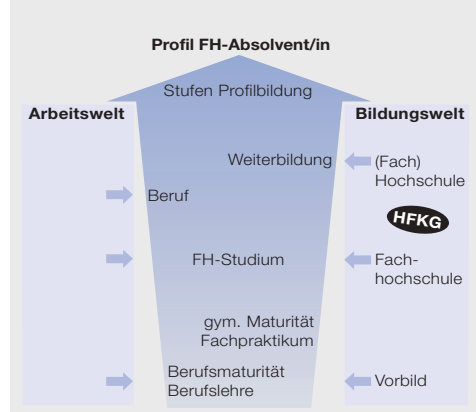 Profil FH-Absolvent/in
Stufen Profilbildung
Arbeitswelt
Bildungswelt
Weiterbildung
(Fach)
Hochschule
Beruf
HFKG
FH-Studium
Fach-
hochschule
gym. Maturität
Fachpraktikum
Berufsmaturität
Berufslehre
Vorbild